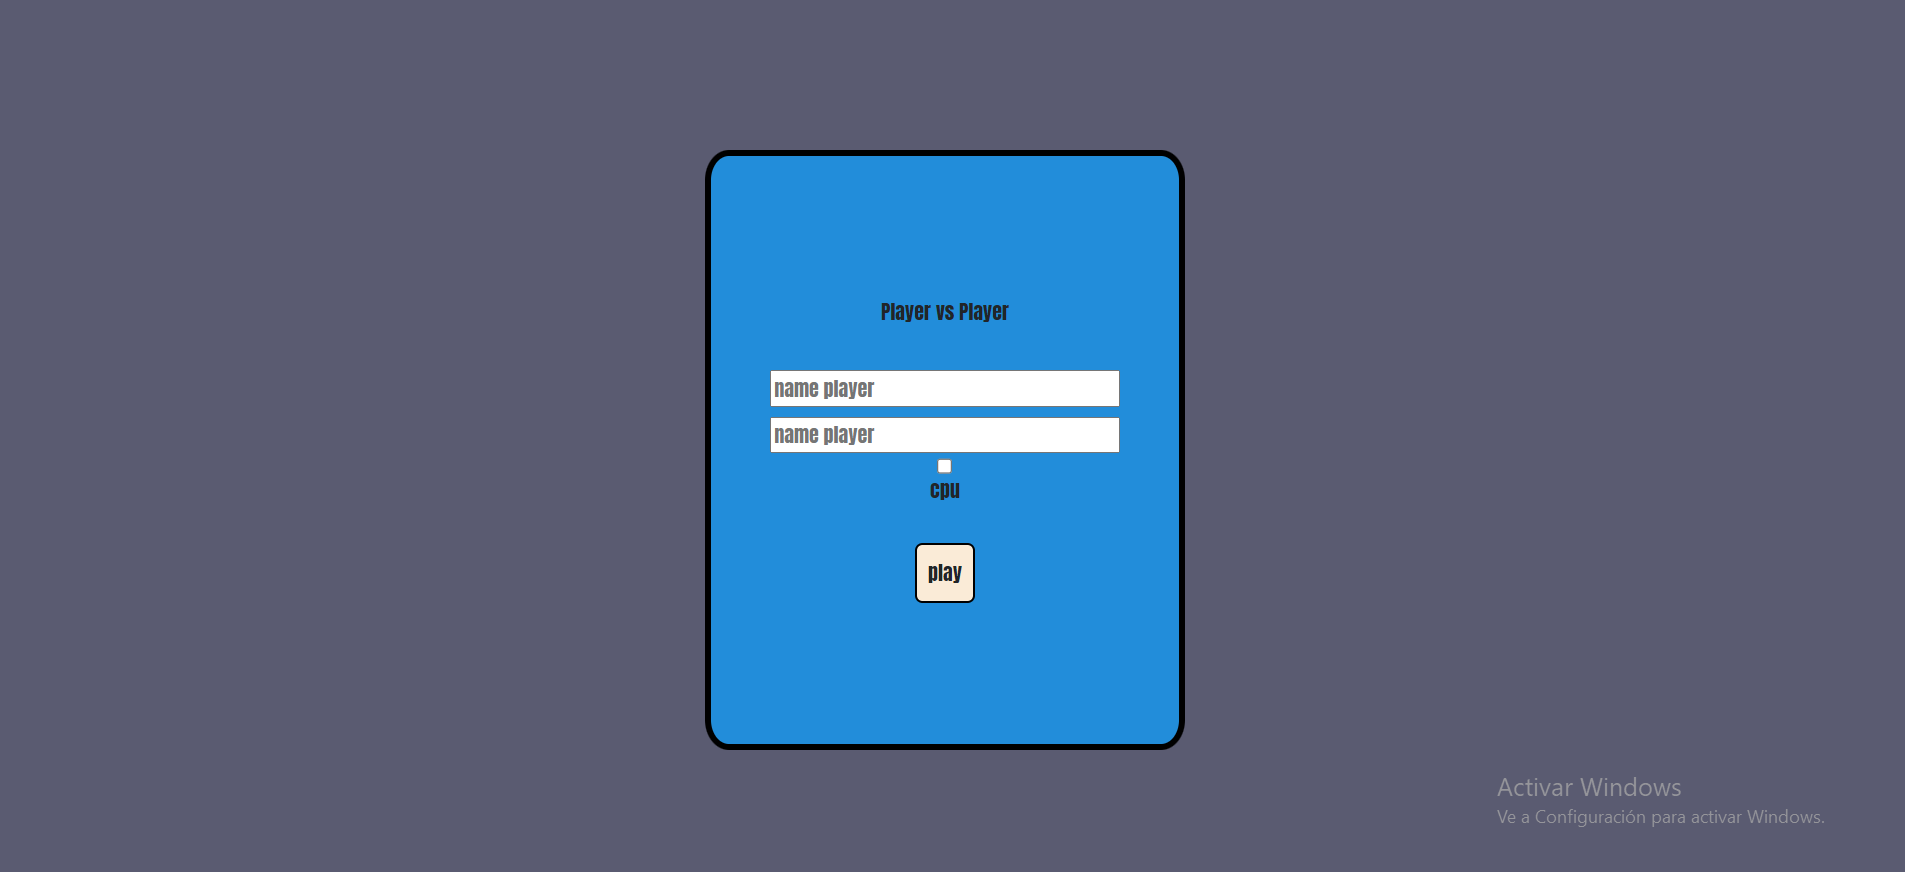 Player vs Player
name player
name player
cpu
play
Activar Windows
Ve a Configuración para activar Windows.